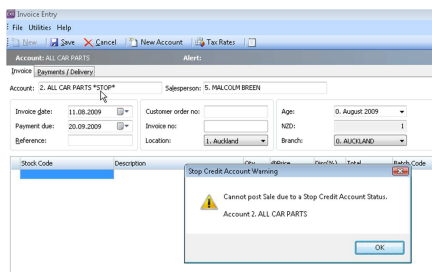 Invoice Entry
File Utilities Help
New Save Cancel New Account Tax Rates
Account: ALL CAR PARTS Alert:
Invoice Payments / Delivery
Account: 2. ALL CAR PARTS *STOP* Salesperson: 5. MALCOLM BREEN
Invoice date: 11.08.2009 Customer order no: Age: 0. August 2009
Payment due: 20.09.2009 Invoice no: NZD: 1
Reference: Location: 1. Auckland Branch: 0. AUCKLAND
Stock Code Description Qty @Price Disc(%) Total Batch Code
Stop Credit Account Warning
Cannot post Sale due to a Stop Credit Account Status.
Account 2. ALL CAR PARTS
OK